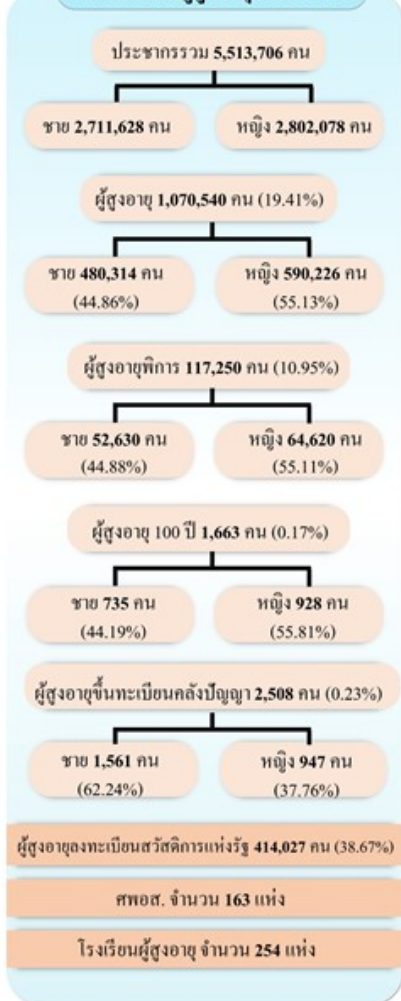 ประชากรรวม 5,513,706 คน
ชาย 2,711,628 คน
หญิง 2,802,078 คน
ผู้สูงอายุ 1,070,540 คน (19.41%)
ชาย 480,314 คน
(44.86%)
หญิง 590,226 คน
(55.13%)
ผู้สูงอายุพิการ 117,250 คน (10.95%)
ชาย 52,630 คน
(44.88%)
หญิง 64,620 คน
(55.11%)
ผู้สูงอายุ 100 ปี 1,663 คน (0.17%)
ชาย 735 คน
(44.19%)
หญิง 928 คน
(55.81%)
ผู้สูงอายุขึ้นทะเบียนคลังปัญญา 2,508 คน (0.23%)
ชาย 1,561 คน
(62.24%)
หญิง 947 คน
(37.76%)
ผู้สูงอายุลงทะเบียนสวัสดิการแห่งรัฐ 414,027 คน (38.67%)
ศพอส. จำนวน 163 แห่ง
โรงเรียนผู้สูงอายุ จำนวน 254 แห่ง